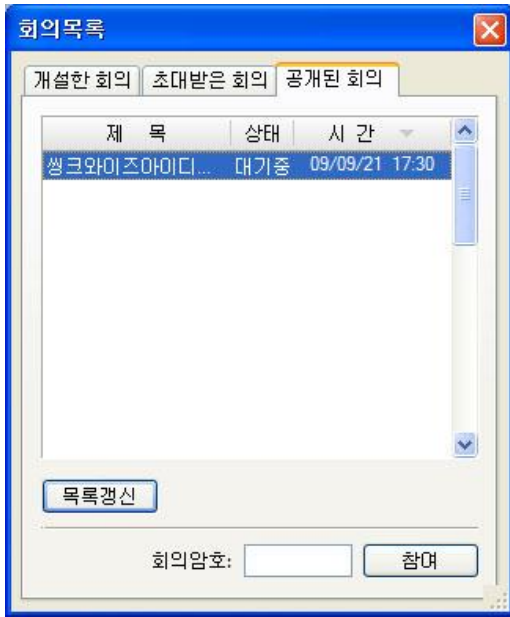 회의목록
개설한 회의 초대받은 회의 공개된 회의
제 목 상태 시 간
씽크와이즈아이디... 대기중 09/09/21 17:30
목록갱신
회의암호: 참여